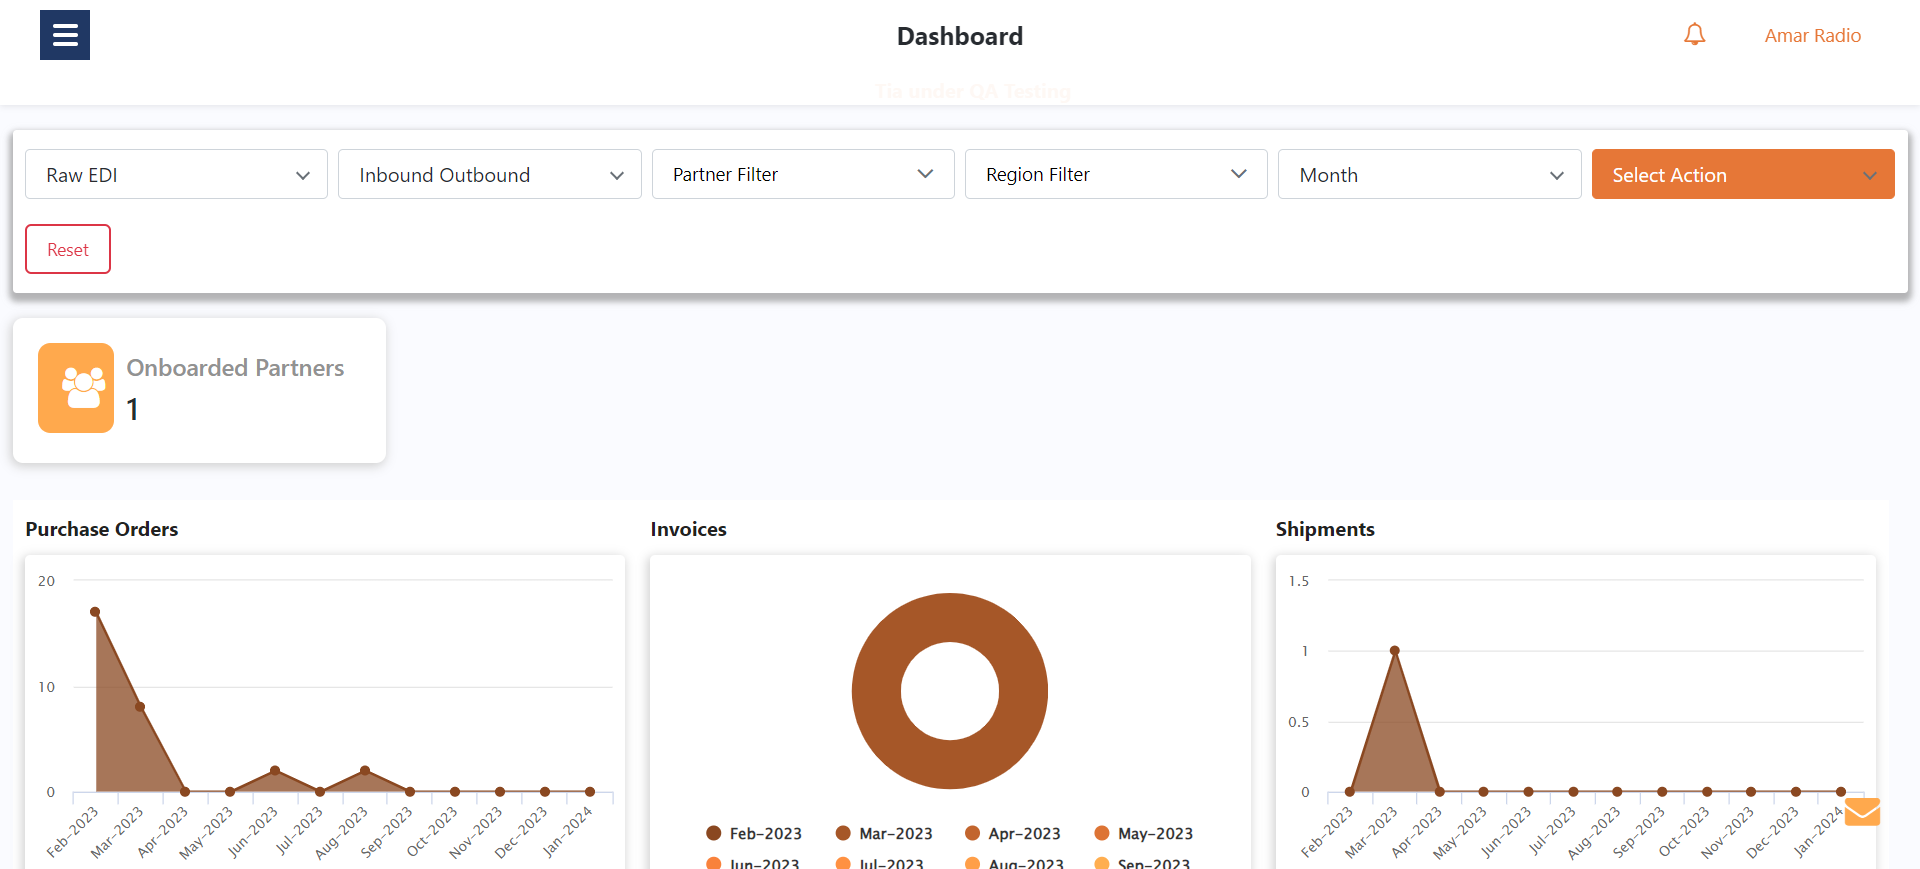 Dashboard
Amar Radio
Tia under QA Testing
Raw EDI
Inbound Outbound
Partner Filter
Region Filter
Month
Select Action
Reset
Onboarded Partners
1
Purchase Orders
20
10
0
Feb-2023
Mar-2023
Apr-2023
May-2023
Jun-2023
Jul-2023
Aug-2023
Sep-2023
Oct-2023
Nov-2023
Dec-2023
Jan-2024
Invoices
Feb-2023
Mar-2023
Apr-2023
May-2023
Jun-2023
Jul-2023
Aug-2023
Sep-2023
Shipments
1.5
1
0.5
0
Feb-2023
Mar-2023
Apr-2023
May-2023
Jun-2023
Jul-2023
Aug-2023
Sep-2023
Oct-2023
Nov-2023
Dec-2023
Jan-2024